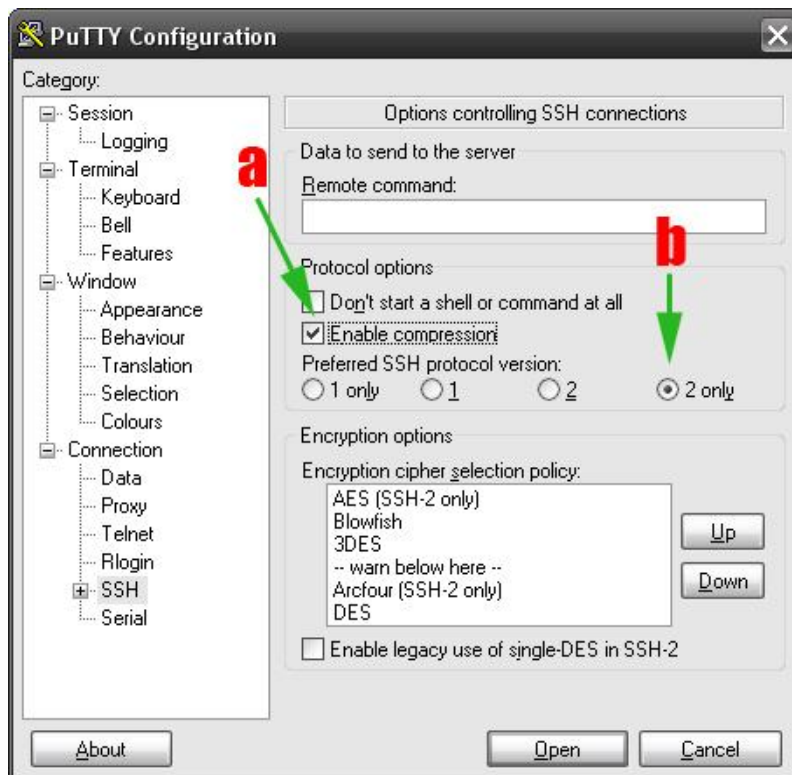 PuTTY Configuration
Category:
Session
Logging
Terminal
Keyboard
Bell
Features
Window
Appearance
Behaviour
Translation
Selection
Colours
Connection
Data
Proxy
Telnet
Rlogin
SSH
Serial
Options controlling SSH connections
Data to send to the server
Remote command:
a
b
Protocol options
Don't start a shell or command at all
Enable compression
Preferred SSH protocol version:
1 only 1 2 2 only
Encryption options
Encryption cipher selection policy:
AES (SSH-2 only)
Blowfish
3DES
-- warn below here --
Arcfour (SSH-2 only)
DES
Up
Down
Enable legacy use of single-DES in SSH-2
About Open Cancel